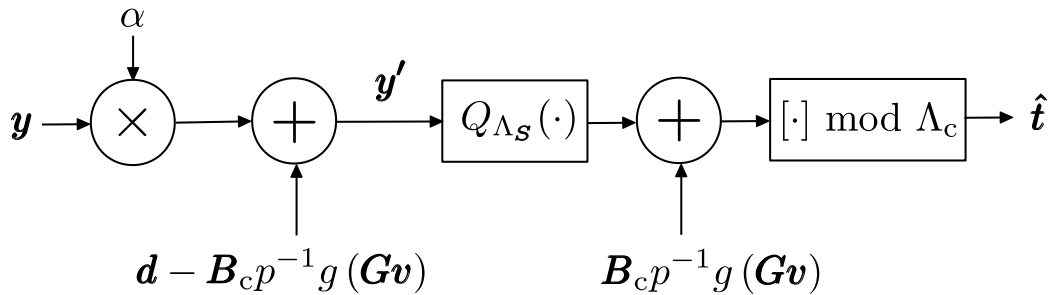 α
y × + y′ Q_{Λ_S}(·) + [·] mod Λ_c t̂
d − B_c p^{−1} g (Gv) B_c p^{−1} g (Gv)